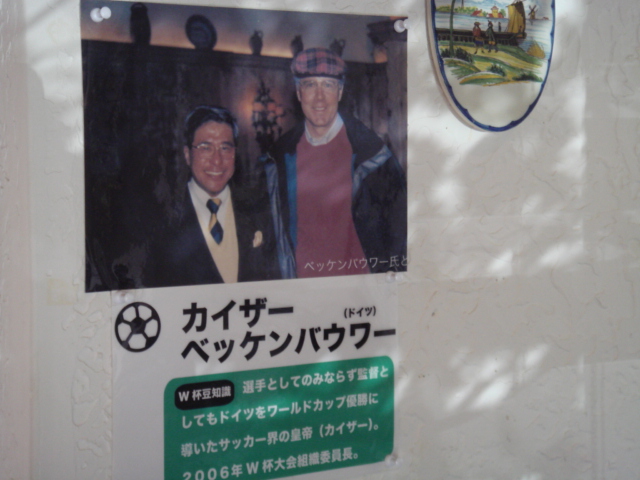 ベッケンバウワー氏と
カイザー (ドイツ)
ベッケンバウワー
W杯豆知識 選手としてのみならず監督と
してもドイツをワールドカップ優勝に
導いたサッカー界の皇帝（カイザー）。
2006年W杯大会組織委員長。